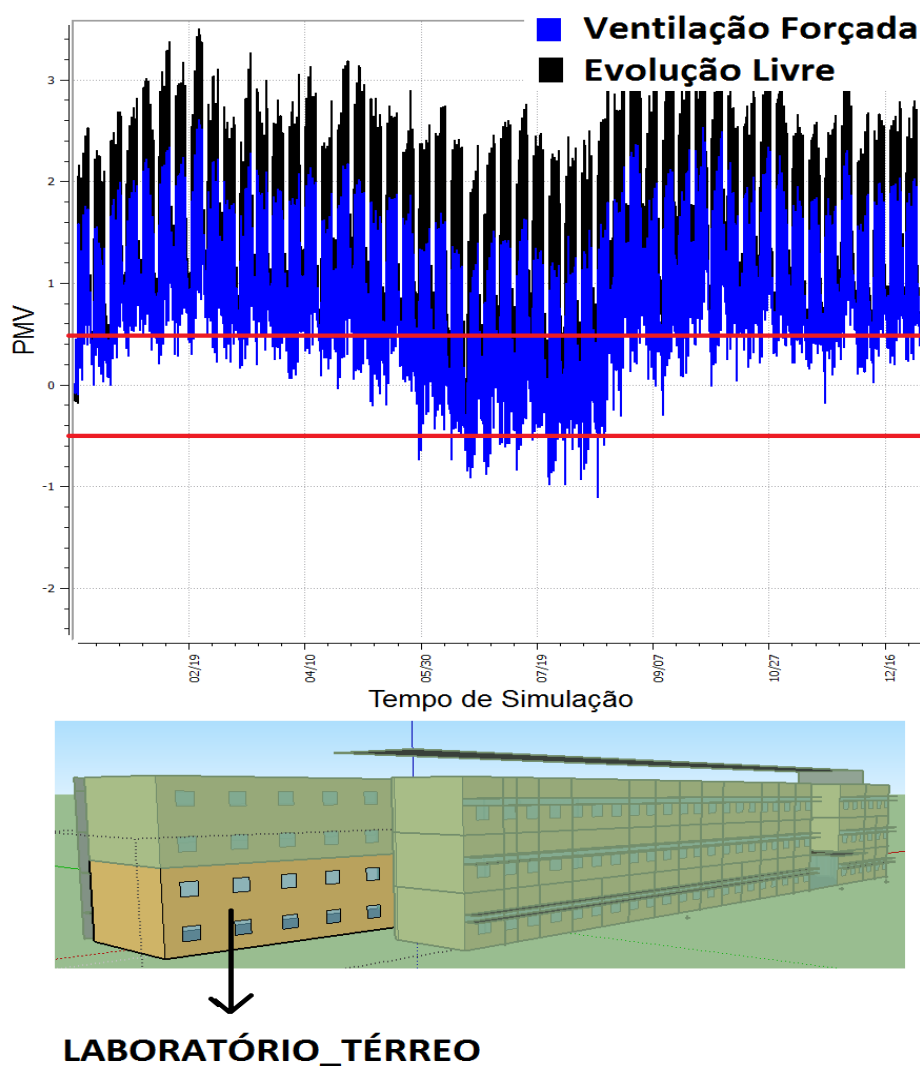 Ventilação Forçada
Evolução Livre
3
2
1
0
-1
-2
PMV
02/19
04/10
05/30
07/19
09/07
10/27
12/16
Tempo de Simulação
LABORATÓRIO_TÉRREO